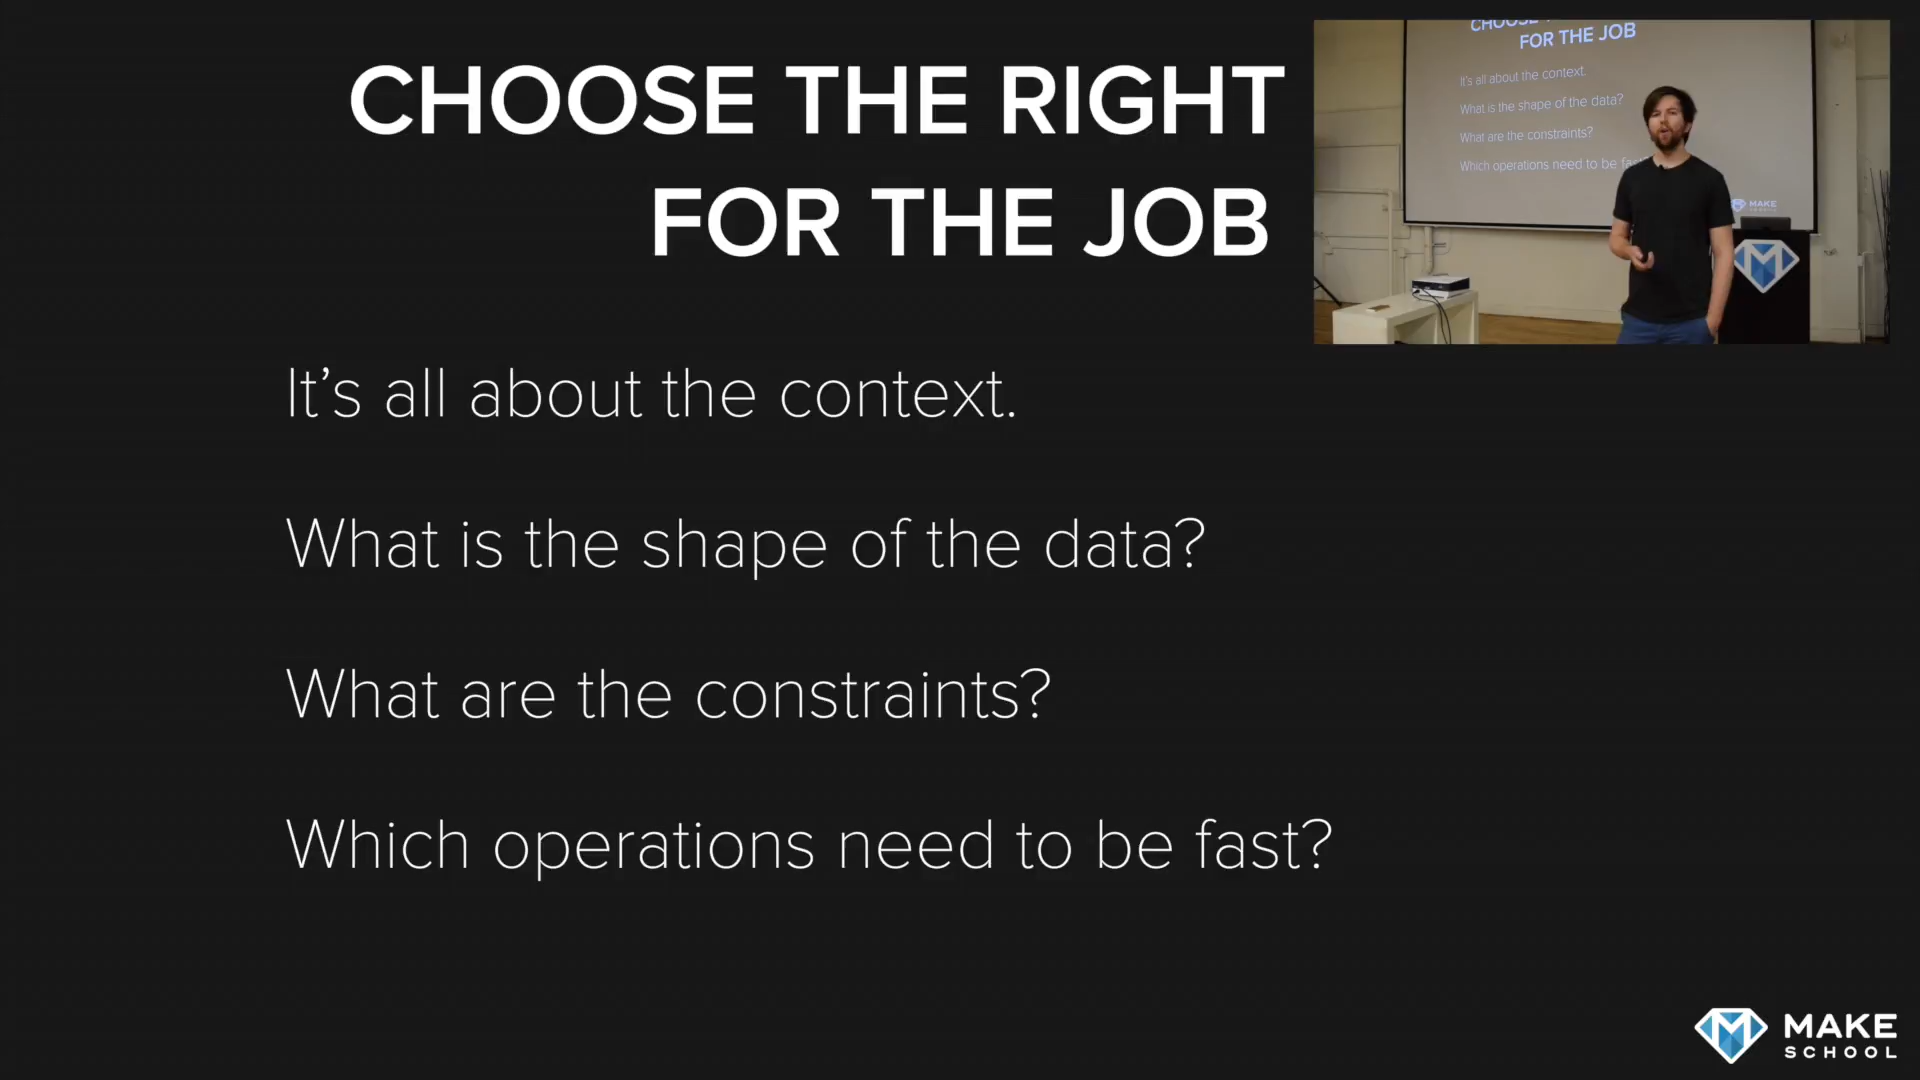 CHOOSE THE RIGHT
FOR THE JOB
It's all about the context.
What is the shape of the data?
What are the constraints?
Which operations need to be fast?
FOR THE JOB
It's all about the context.
What is the shape of the data?
What are the constraints?
Which operations need to be
MAKE
MAKE
SCHOOL